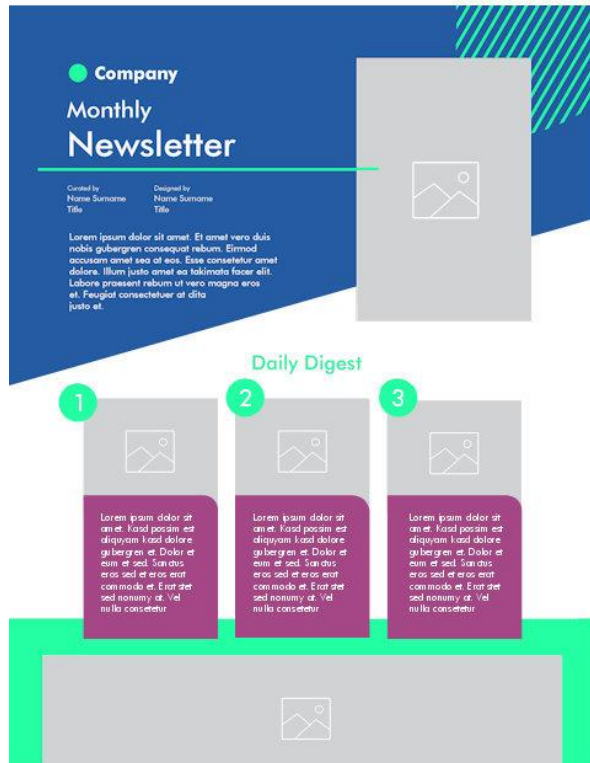 Company
Monthly
Newsletter
Curated by
Name Surname
Title
Designed by
Name Surname
Title
Lorem ipsum dolor sit amet. Et amet vero duis
nobis gubergren consequat rebum. Eirmod
accusam amet sea at eos. Esse consetetur amet
dolore. Illum justo amet ea takimata facer elit.
Labore praesent rebum ut vero magna eros
et. Feugiat consectetuer at dita
justo et.
Daily Digest
1
Lorem ipsum dolor sit
amet. Kasd possim est
aliquyam kasd dolore
gubergren et. Dolor et
eum et sed. Sanctus
eros sed et eros erat
commodo et. Erat stet
sed nonumy at. Vel
nulla consetetur
2
Lorem ipsum dolor sit
amet. Kasd possim est
aliquyam kasd dolore
gubergren et. Dolor et
eum et sed. Sanctus
eros sed et eros erat
commodo et. Erat stet
sed nonumy at. Vel
nulla consetetur
3
Lorem ipsum dolor sit
amet. Kasd possim est
aliquyam kasd dolore
gubergren et. Dolor et
eum et sed. Sanctus
eros sed et eros erat
commodo et. Erat stet
sed nonumy at. Vel
nulla consetetur